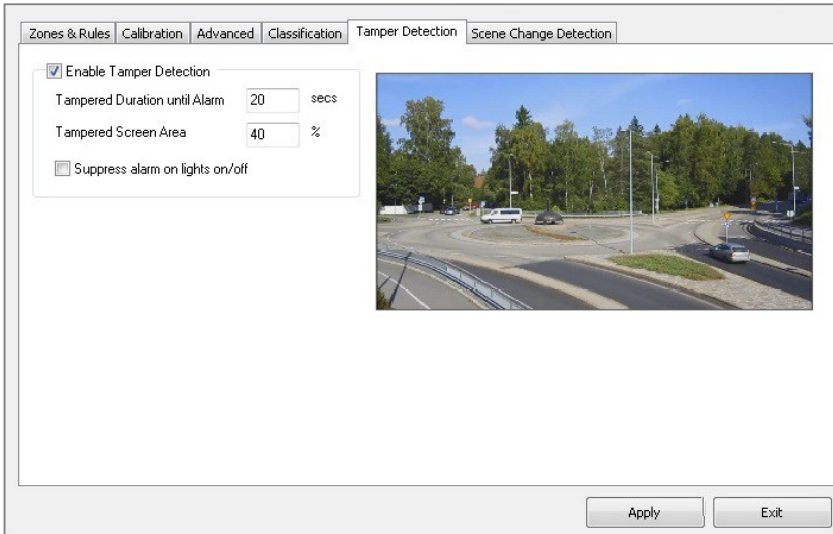 Zones & Rules Calibration Advanced Classification Tamper Detection Scene Change Detection
Enable Tamper Detection
Tampered Duration until Alarm 20 secs
Tampered Screen Area 40 %
Suppress alarm on lights on/off
Apply Exit